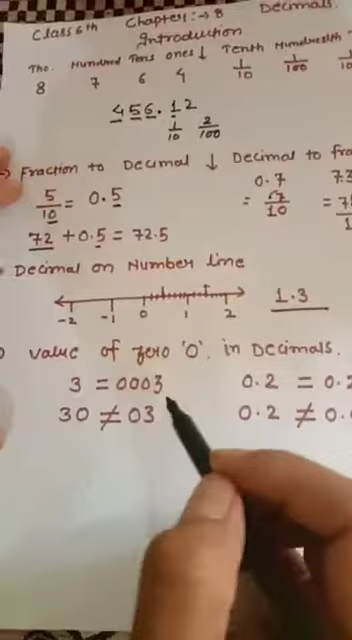 Class 6th Chapter:→ 8 Decimals.
Introduction
Tho. Hundred Tens ones ↓ Tenth Hundredth
8 7 6 4 1/10 1/100
456.12
1/10 2/100
→ Fraction to Decimal ↓ Decimal to
5/10 = 0.5 0.7
= 7/10 =
72 + 0.5 = 72.5
Decimal on Number line
-2 -1 0 1 2 1.3
Value of zero '0', in Decimals.
3 = 0003 0.2 =
30 ≠ 03 0.2 ≠